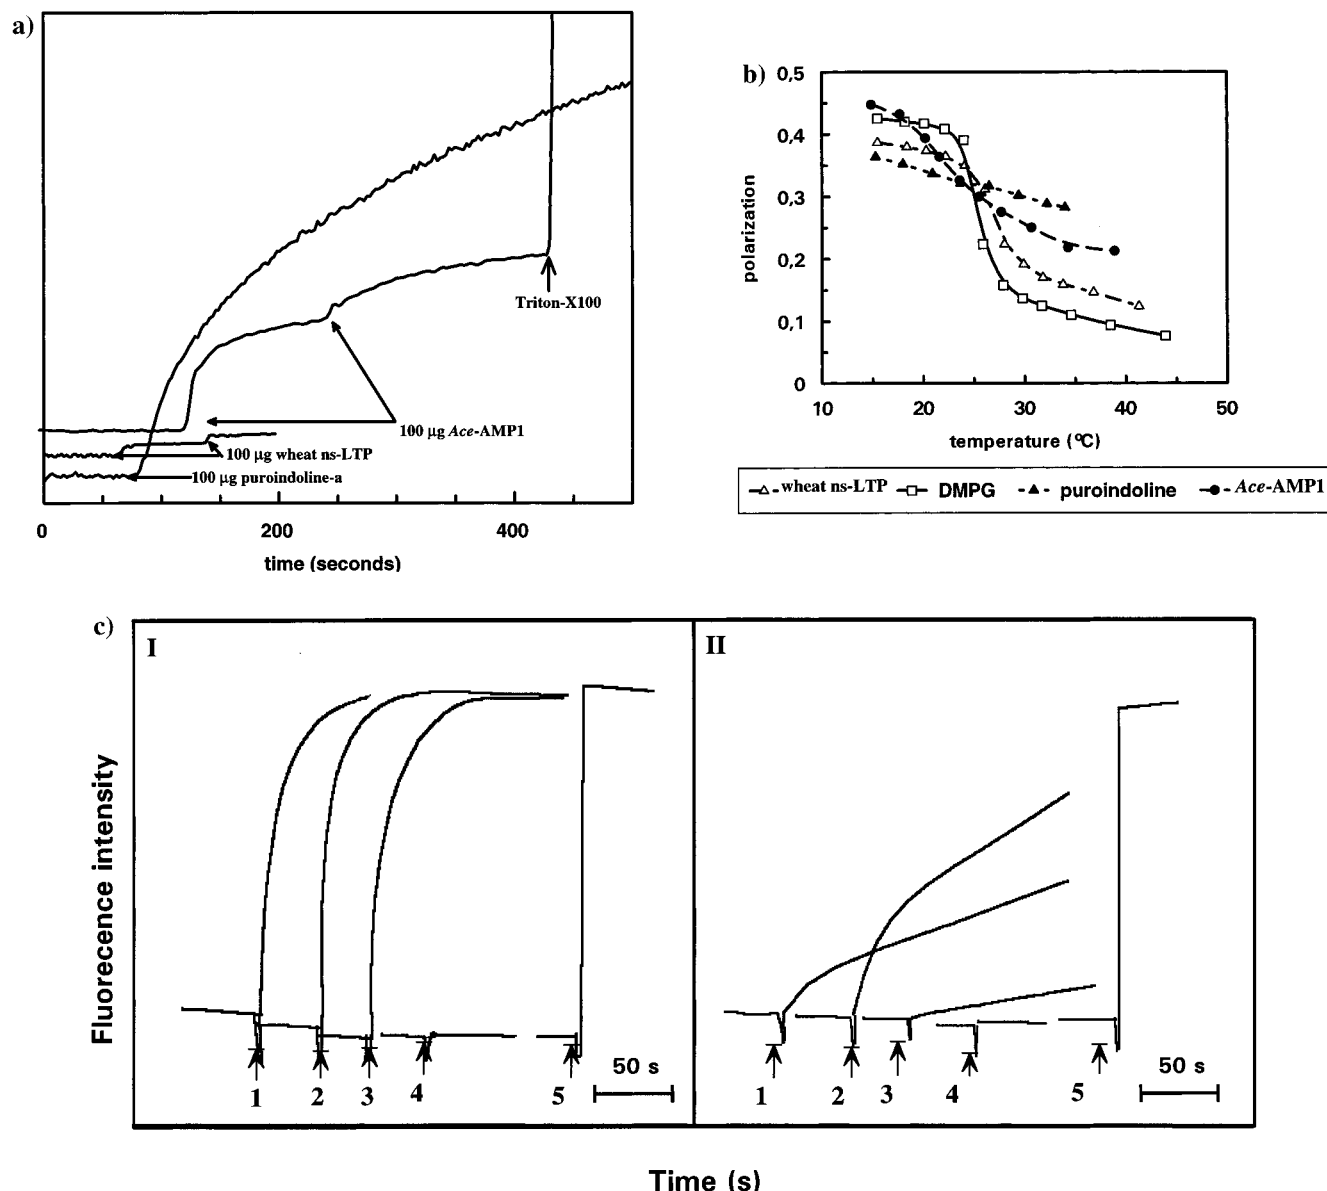 a)
Triton-X100
100 μg Ace-AMP1
100 μg wheat ns-LTP
100 μg puroindoline-a
0 200 400
time (seconds)
b)
0,5
0,4
0,3
0,2
0,1
0
polarization
10 20 30 40 50
temperature (ºC)
wheat ns-LTP DMPG puroindoline Ace-AMP1
c)
I
II
Fluorecence intensity
1 2 3 4 5
50 s
1 2 3 4 5
50 s
Time (s)